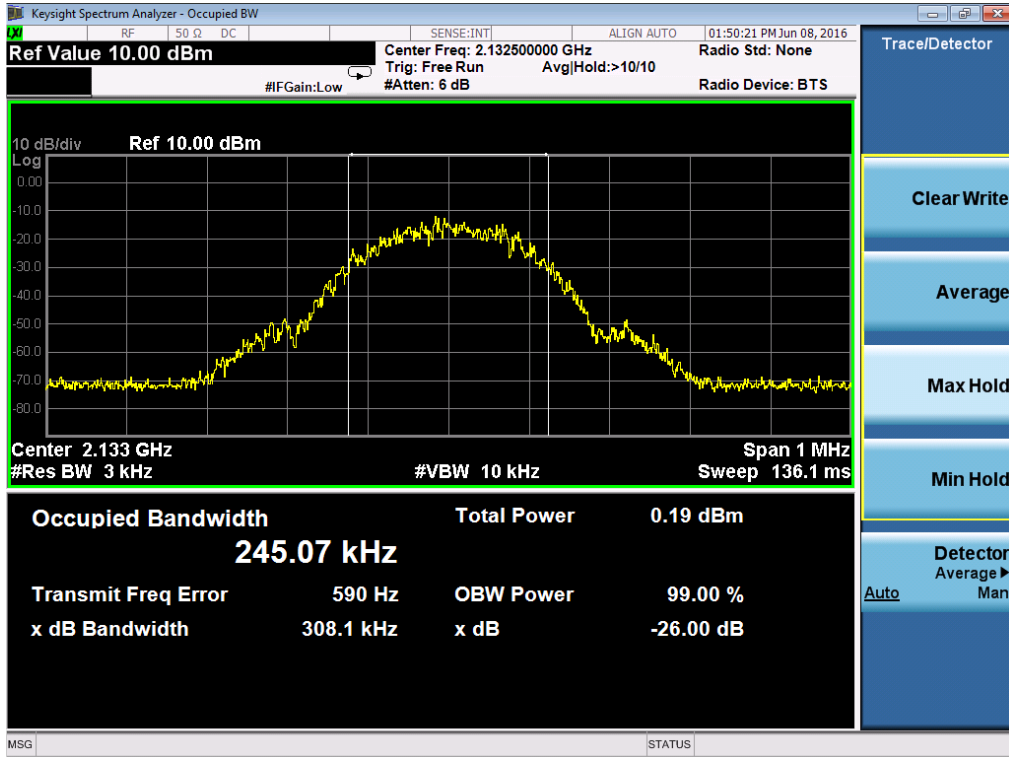 Keysight Spectrum Analyzer - Occupied BW
LXI RF 50 Ω DC SENSE:INT ALIGN AUTO 01:50:21 PM Jun 08, 2016
Ref Value 10.00 dBm Center Freq: 2.132500000 GHz Radio Std: None
Trig: Free Run Avg|Hold:>10/10
#IFGain:Low #Atten: 6 dB Radio Device: BTS
10 dB/div Ref 10.00 dBm
Log
0.00
-10.0
-20.0
-30.0
-40.0
-50.0
-60.0
-70.0
-80.0
Center 2.133 GHz Span 1 MHz
#Res BW 3 kHz #VBW 10 kHz Sweep 136.1 ms
Occupied Bandwidth Total Power 0.19 dBm
245.07 kHz
Transmit Freq Error 590 Hz OBW Power 99.00 %
x dB Bandwidth 308.1 kHz x dB -26.00 dB
Trace/Detector
Clear Write
Average
Max Hold
Min Hold
Detector
Average▶
Auto Man
MSG STATUS